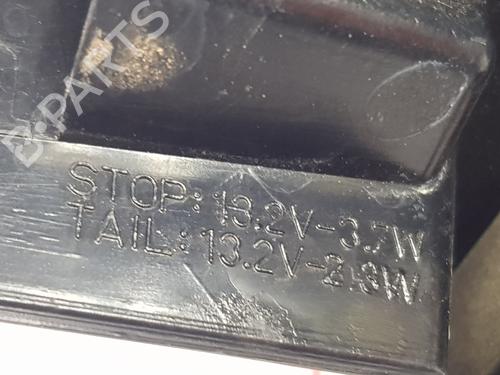 B-PARTS
STOP: 13.2V-3.7W
TAIL: 13.2V-2.3W